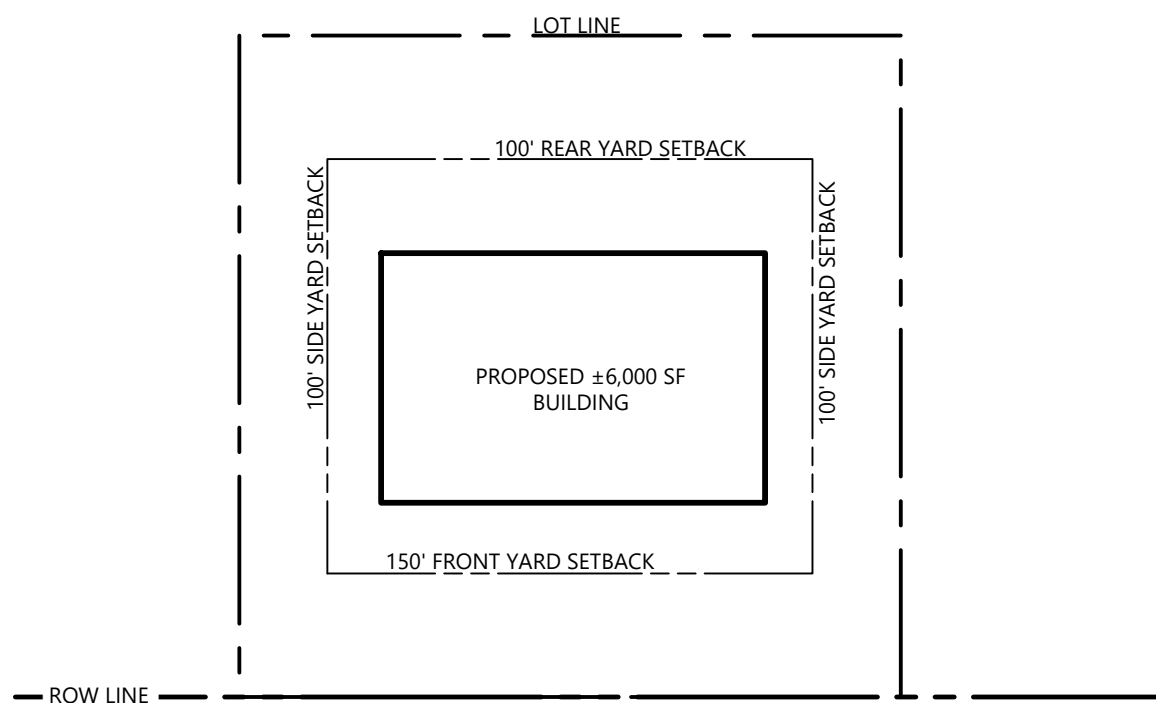 LOT LINE
100' REAR YARD SETBACK
100' SIDE YARD SETBACK
100' SIDE YARD SETBACK
PROPOSED ±6,000 SF
BUILDING
150' FRONT YARD SETBACK
ROW LINE